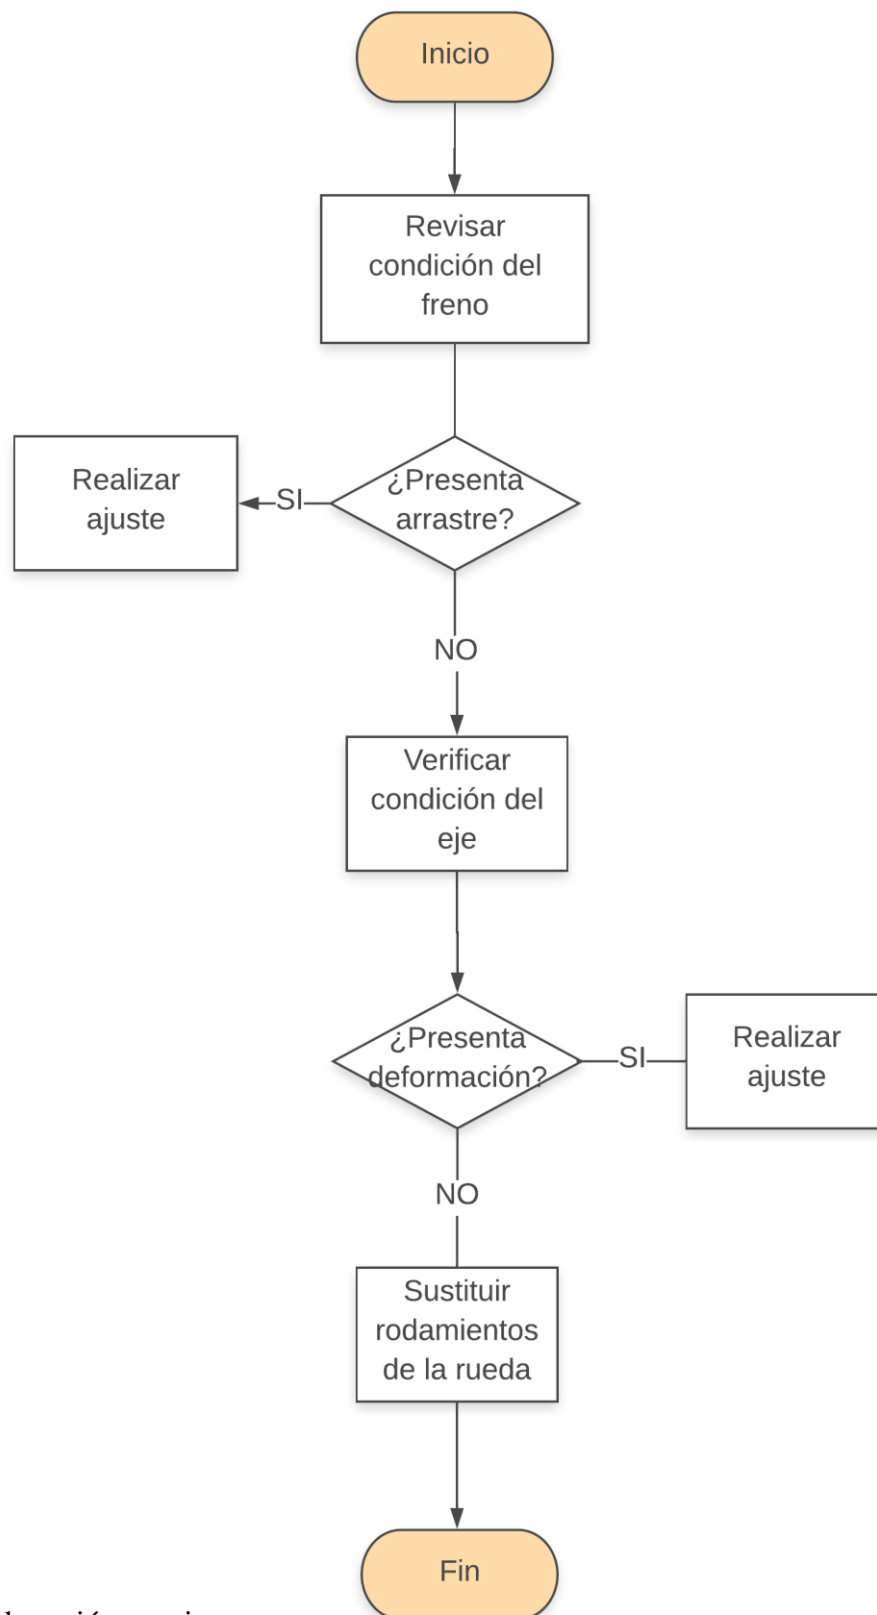 Inicio
Revisar
condición del
freno
¿Presenta
arrastre?
SI
Realizar
ajuste
NO
Verificar
condición del
eje
¿Presenta
deformación?
SI
Realizar
ajuste
NO
Sustituir
rodamientos
de la rueda
Fin